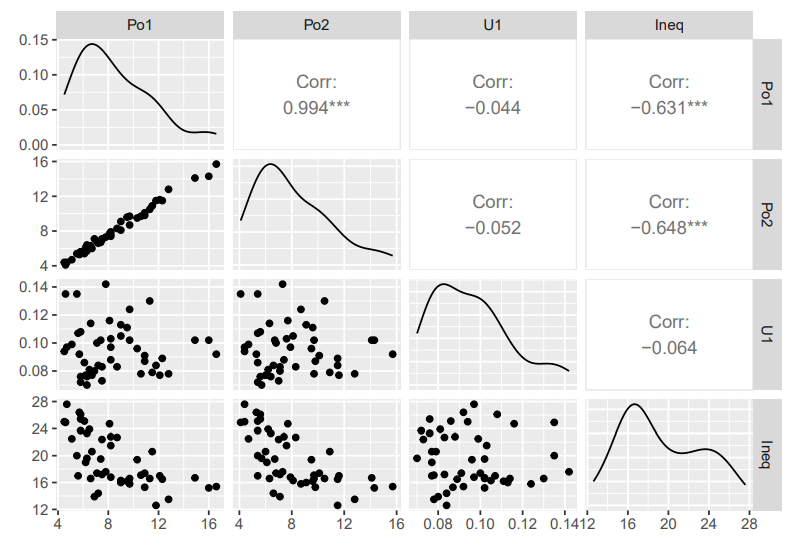 Po1 Po2 U1 Ineq
0.15
0.10
0.05
0.00
Corr:
0.994***
Corr:
−0.044
Corr:
−0.631***
Po1
16
12
8
4
Corr:
−0.052
Corr:
−0.648***
Po2
0.14
0.12
0.10
0.08
Corr:
−0.064
U1
28
24
20
16
12
Ineq
4 8 12 16 4 8 12 16 0.08 0.10 0.12 0.14 12 16 20 24 28